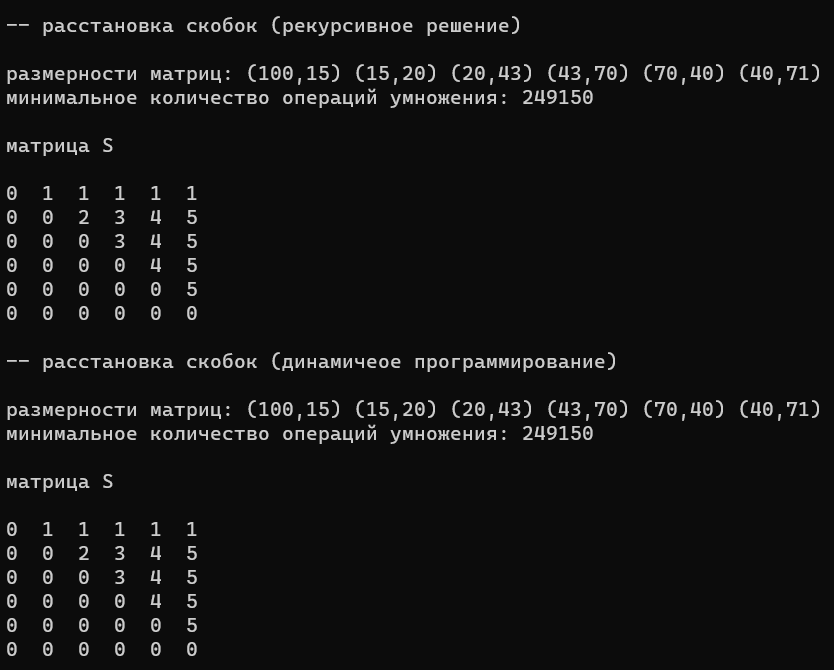 -- расстановка скобок (рекурсивное решение)
размерности матриц: (100,15) (15,20) (20,43) (43,70) (70,40) (40,71)
минимальное количество операций умножения: 249150
матрица S
0 1 1 1 1 1
0 0 2 3 4 5
0 0 0 3 4 5
0 0 0 0 4 5
0 0 0 0 0 5
0 0 0 0 0 0
-- расстановка скобок (динамичеое программирование)
размерности матриц: (100,15) (15,20) (20,43) (43,70) (70,40) (40,71)
минимальное количество операций умножения: 249150
матрица S
0 1 1 1 1 1
0 0 2 3 4 5
0 0 0 3 4 5
0 0 0 0 4 5
0 0 0 0 0 5
0 0 0 0 0 0